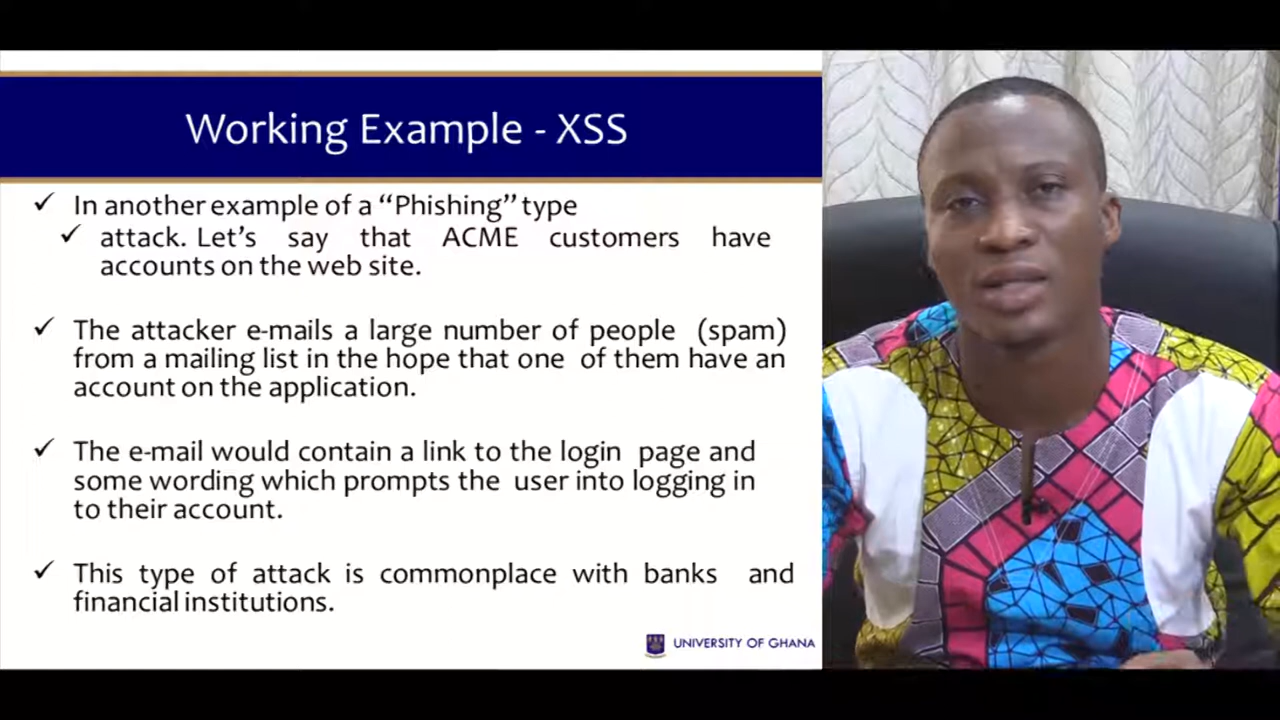 Working Example - XSS
✓ In another example of a “Phishing” type
✓ attack. Let’s say that ACME customers have
accounts on the web site.
✓ The attacker e-mails a large number of people (spam)
from a mailing list in the hope that one of them have an
account on the application.
✓ The e-mail would contain a link to the login page and
some wording which prompts the user into logging in
to their account.
✓ This type of attack is commonplace with banks and
financial institutions.
UNIVERSITY OF GHANA